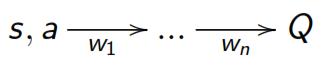 s, a → w₁ ... → wₙ Q